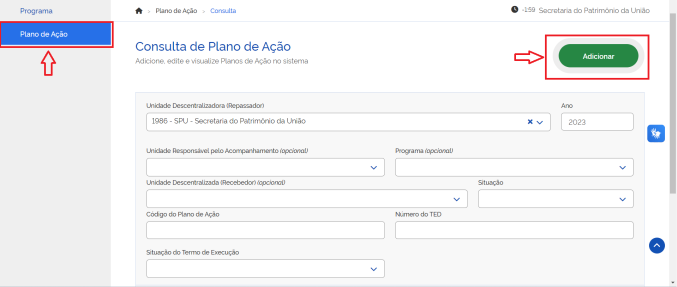 Programa
Plano de Ação
Plano de Ação
Consulta
-1:59 Secretaria do Patrimônio da União
Consulta de Plano de Ação
Adicione, edite e visualize Planos de Ação no sistema
Adicionar
Unidade Descentralizadora (Repassador)
Ano
1986 - SPU - Secretaria do Patrimônio da União
2023
Unidade Responsável pelo Acompanhamento (opcional)
Programa (opcional)
Unidade Descentralizada (Recebedor) (opcional)
Situação
Código do Plano de Ação
Número do TED
Situação do Termo de Execução